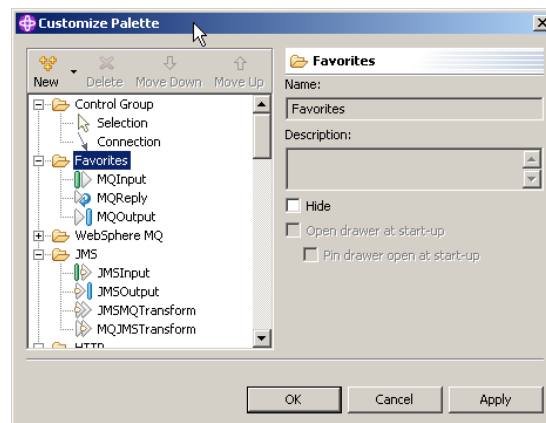 Customize Palette
New Delete Move Down Move Up
Control Group
Selection
Connection
Favorites
MQInput
MQReply
MQOutput
WebSphere MQ
JMS
JMSInput
JMSOutput
JMSMQTransform
MQJMSTransform
HTTP
Favorites
Name:
Favorites
Description:
Hide
Open drawer at start-up
Pin drawer open at start-up
OK Cancel Apply